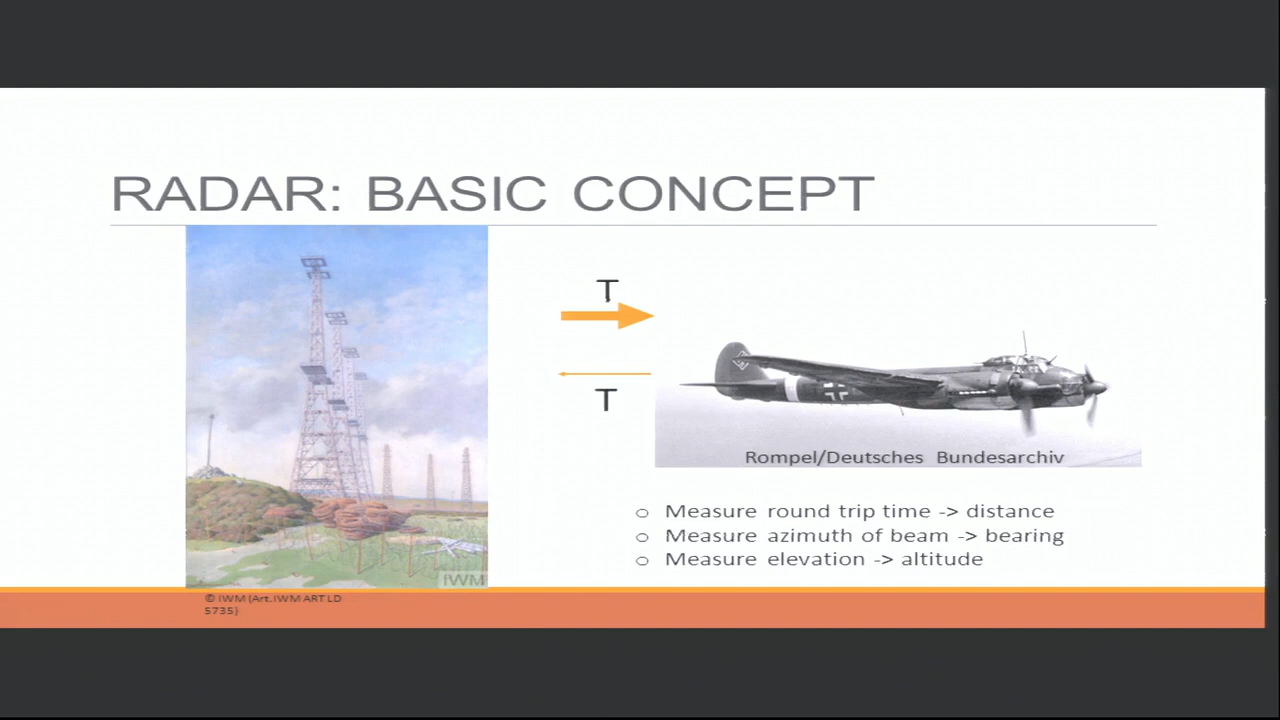 RADAR: BASIC CONCEPT
T
T
Rompel/Deutsches Bundesarchiv
o Measure round trip time -> distance
o Measure azimuth of beam -> bearing
o Measure elevation -> altitude
IWM
© IWM (Art.IWM ART LD
5735)